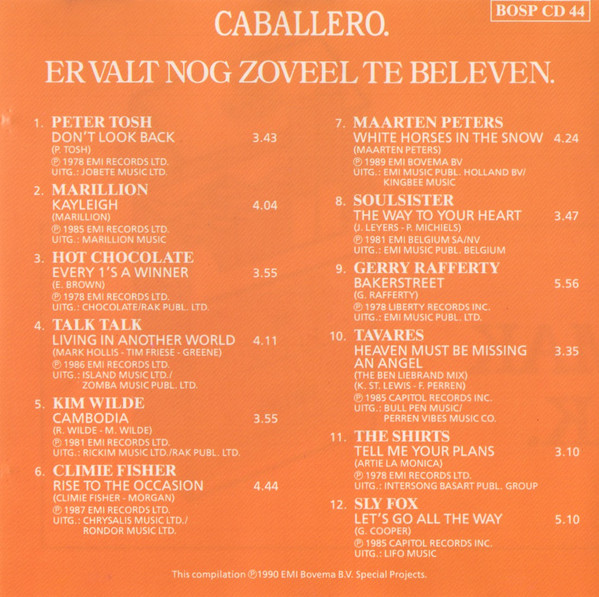 BOSP CD 44
CABALLERO.
ER VALT NOG ZOVEEL TE BELEVEN.
1. PETER TOSH
DON'T LOOK BACK 3.43
(P. TOSH)
Ⓟ 1978 EMI RECORDS LTD.
UITG.: JOBETE MUSIC LTD.
2. MARILLION
KAYLEIGH 4.04
(MARILLION)
Ⓟ 1985 EMI RECORDS LTD.
UITG.: MARILLION MUSIC
3. HOT CHOCOLATE
EVERY 1'S A WINNER 3.55
(E. BROWN)
Ⓟ 1978 EMI RECORDS LTD.
UITG.: CHOCOLATE/RAK PUBL. LTD.
4. TALK TALK
LIVING IN ANOTHER WORLD 4.11
(MARK HOLLIS - TIM FRIESE - GREENE)
Ⓟ 1986 EMI RECORDS LTD.
UITG.: ISLAND MUSIC LTD./
ZOMBA MUSIC PUBL. LTD.
5. KIM WILDE
CAMBODIA 3.55
(R. WILDE - M. WILDE)
Ⓟ 1981 EMI RECORDS LTD.
UITG.: RICKIM MUSIC LTD./RAK PUBL. LTD.
6. CLIMIE FISHER
RISE TO THE OCCASION 4.44
(CLIMIE FISHER - MORGAN)
Ⓟ 1987 EMI RECORDS LTD.
UITG.: CHRYSALIS MUSIC LTD./
RONDOR MUSIC LTD.
7. MAARTEN PETERS
WHITE HORSES IN THE SNOW 4.24
(MAARTEN PETERS)
Ⓟ 1989 EMI BOVEMA BV
UITG.: EMI MUSIC PUBL. HOLLAND BV/
KINGBEE MUSIC
8. SOULSISTER
THE WAY TO YOUR HEART 3.47
(J. LEYERS - P. MICHIELS)
Ⓟ 1981 EMI BELGIUM SA/NV
UITG.: EMI MUSIC PUBL. BELGIUM
9. GERRY RAFFERTY
BAKERSTREET 5.56
(G. RAFFERTY)
Ⓟ 1978 LIBERTY RECORDS INC.
UITG.: EMI MUSIC PUBL. LTD.
10. TAVARES
HEAVEN MUST BE MISSING 3.35
AN ANGEL
(THE BEN LIEBRAND MIX)
(K. ST. LEWIS - F. PERREN)
Ⓟ 1985 CAPITOL RECORDS INC.
UITG.: BULL PEN MUSIC/
PERREN VIBES MUSIC CO.
11. THE SHIRTS
TELL ME YOUR PLANS 3.10
(ARTIE LA MONICA)
Ⓟ 1978 EMI RECORDS LTD.
UITG.: INTERSONG BASART PUBL. GROUP
12. SLY FOX
LET'S GO ALL THE WAY 5.10
(G. COOPER)
Ⓟ 1985 CAPITOL RECORDS INC.
UITG.: LIFO MUSIC
This compilation Ⓟ1990 EMI Bovema B.V. Special Projects.